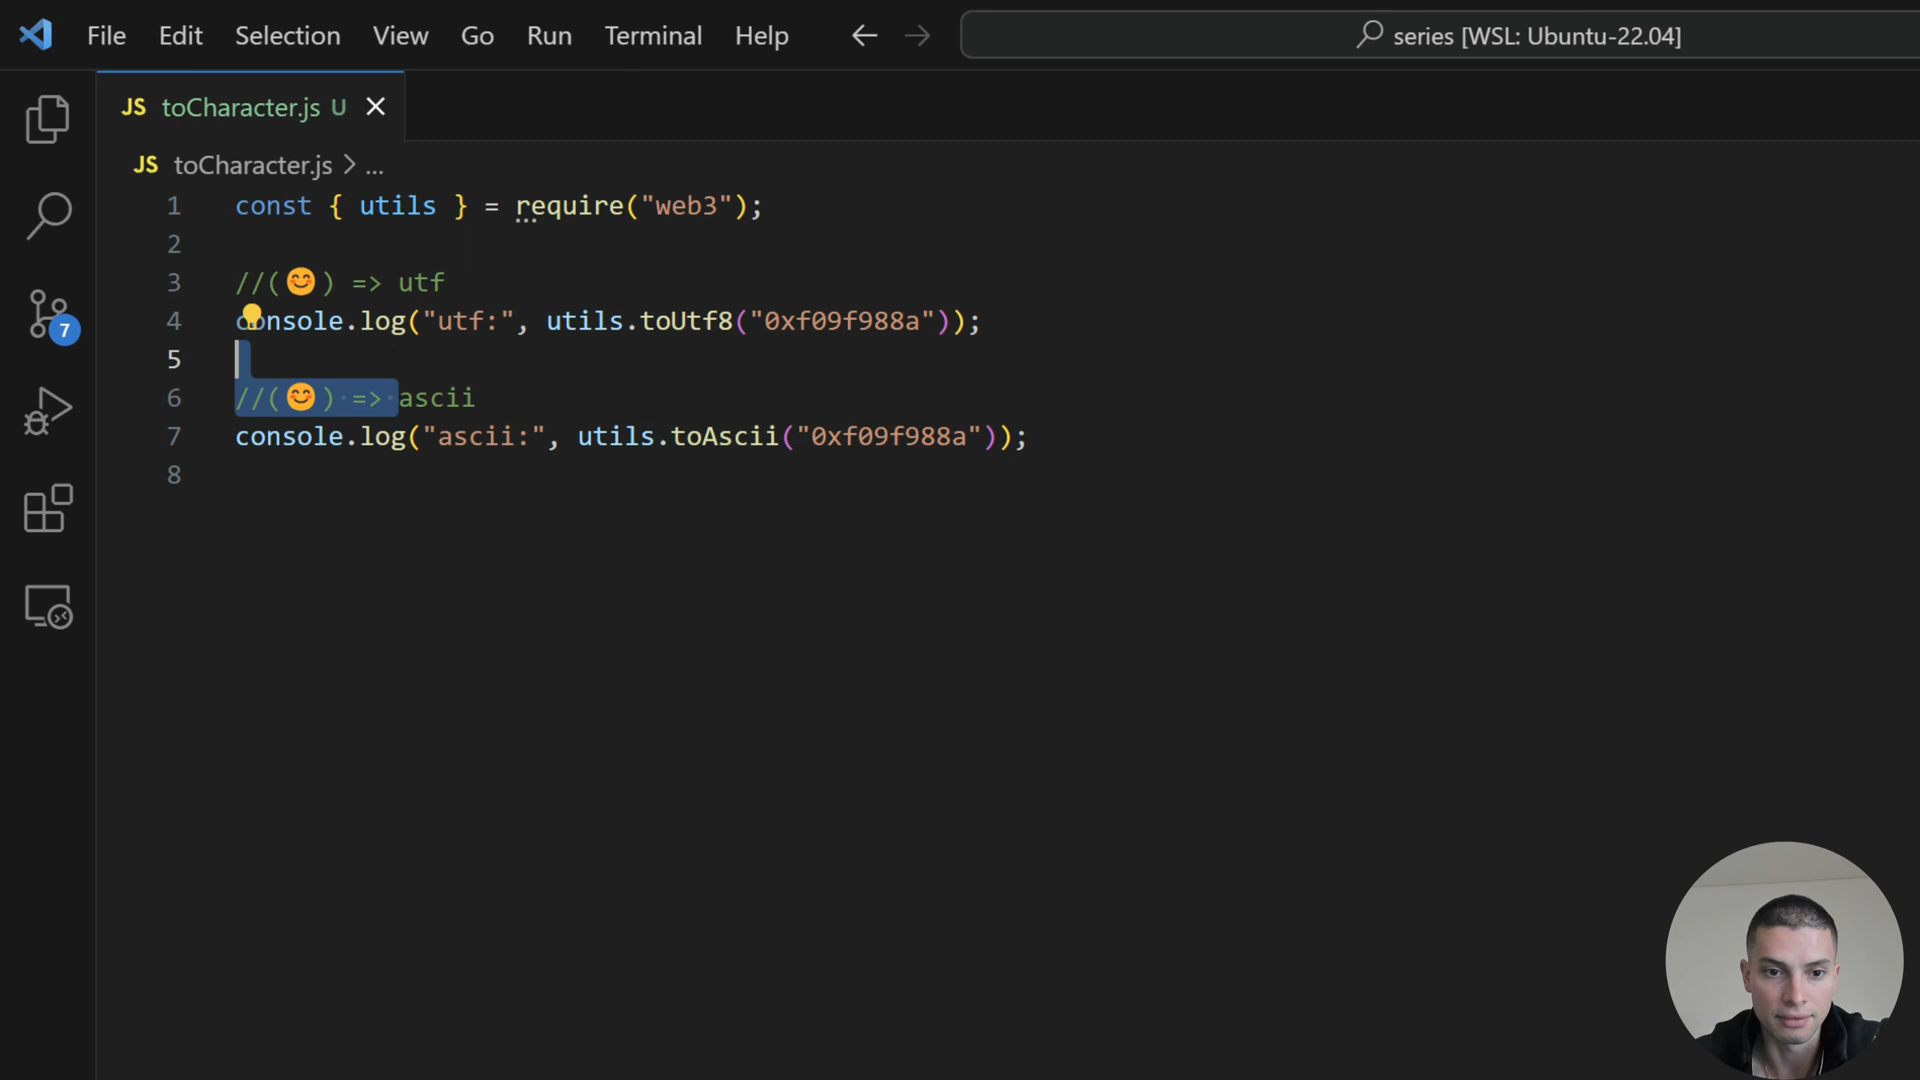 File Edit Selection View Go Run Terminal Help series [WSL: Ubuntu-22.04]
JS toCharacter.js U
JS toCharacter.js > ...
1 const { utils } = require("web3");
2
3 //(😊) => utf
4 console.log("utf:", utils.toUtf8("0xf09f988a"));
5
6 //(😊) => ascii
7 console.log("ascii:", utils.toAscii("0xf09f988a"));
8
7